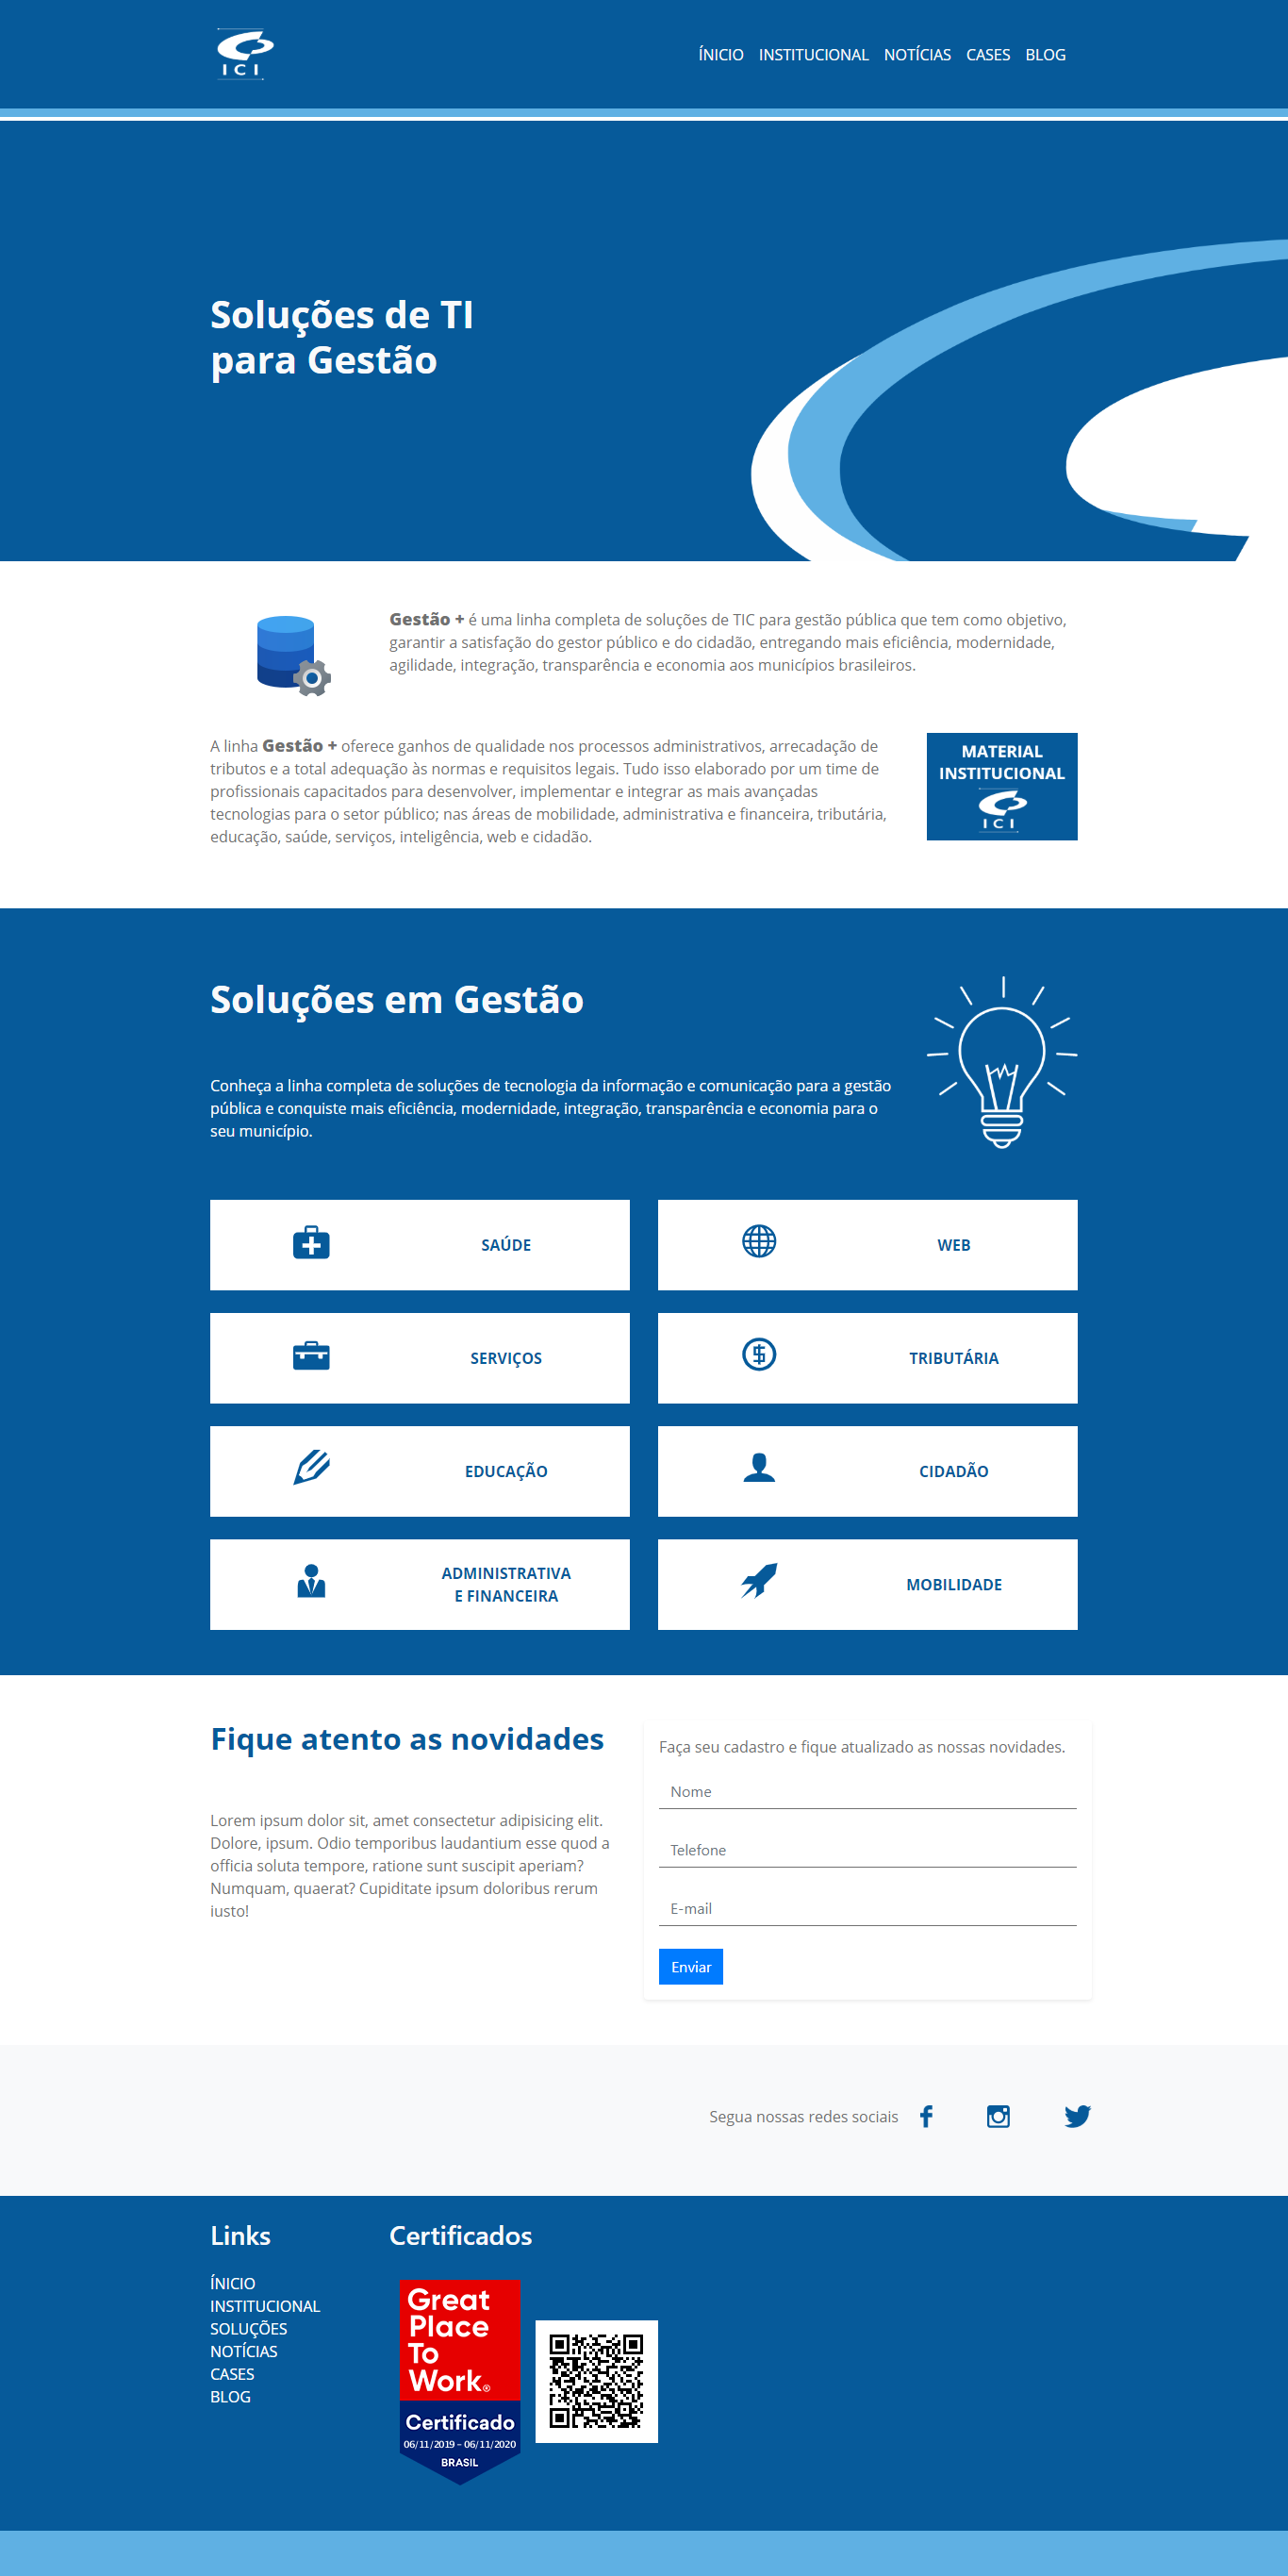 ICI
ÍNICIO INSTITUCIONAL NOTÍCIAS CASES BLOG
Soluções de TI
para Gestão
Gestão + é uma linha completa de soluções de TIC para gestão pública que tem como objetivo,
garantir a satisfação do gestor público e do cidadão, entregando mais eficiência, modernidade,
agilidade, integração, transparência e economia aos municípios brasileiros.
A linha Gestão + oferece ganhos de qualidade nos processos administrativos, arrecadação de
tributos e a total adequação às normas e requisitos legais. Tudo isso elaborado por um time de
profissionais capacitados para desenvolver, implementar e integrar as mais avançadas
tecnologias para o setor público; nas áreas de mobilidade, administrativa e financeira, tributária,
educação, saúde, serviços, inteligência, web e cidadão.
MATERIAL
INSTITUCIONAL
ICI
Soluções em Gestão
Conheça a linha completa de soluções de tecnologia da informação e comunicação para a gestão
pública e conquiste mais eficiência, modernidade, integração, transparência e economia para o
seu município.
SAÚDE
WEB
SERVIÇOS
TRIBUTÁRIA
EDUCAÇÃO
CIDADÃO
ADMINISTRATIVA
E FINANCEIRA
MOBILIDADE
Fique atento as novidades
Lorem ipsum dolor sit, amet consectetur adipisicing elit.
Dolore, ipsum. Odio temporibus laudantium esse quod a
officia soluta tempore, ratione sunt suscipit aperiam?
Numquam, quaerat? Cupiditate ipsum doloribus rerum
iusto!
Faça seu cadastro e fique atualizado as nossas novidades.
Nome
Telefone
E-mail
Enviar
Segua nossas redes sociais
Links
ÍNICIO
INSTITUCIONAL
SOLUÇÕES
NOTÍCIAS
CASES
BLOG
Certificados
Great
Place
To
Work®
Certificado
06/11/2019 – 06/11/2020
BRASIL